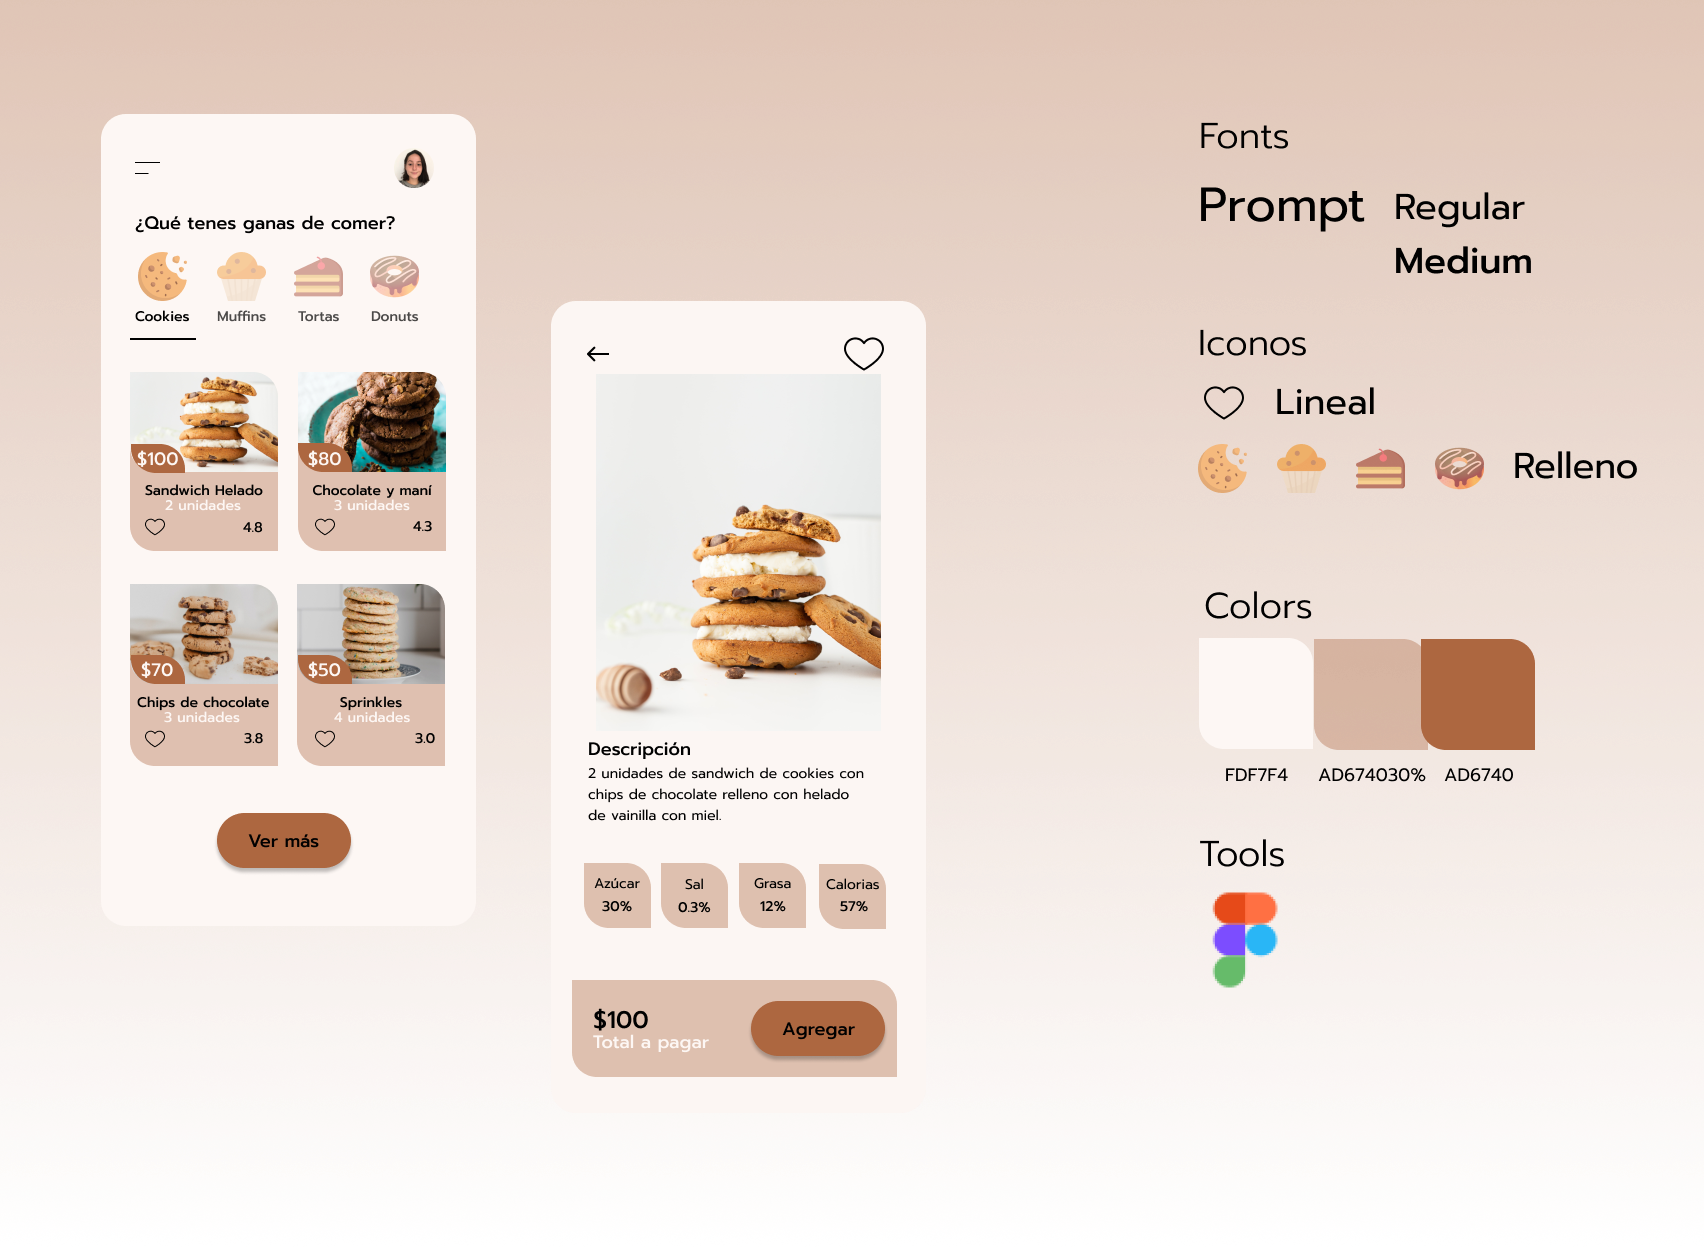 ¿Qué tenes ganas de comer?
Cookies
Muffins
Tortas
Donuts
$100
Sandwich Helado
2 unidades
4.8
$80
Chocolate y maní
3 unidades
4.3
$70
Chips de chocolate
3 unidades
3.8
$50
Sprinkles
4 unidades
3.0
Ver más
Descripción
2 unidades de sandwich de cookies con
chips de chocolate relleno con helado
de vainilla con miel.
Azúcar
30%
Sal
0.3%
Grasa
12%
Calorias
57%
$100
Total a pagar
Agregar
Fonts
Prompt
Regular
Medium
Iconos
Lineal
Relleno
Colors
FDF7F4
AD674030%
AD6740
Tools